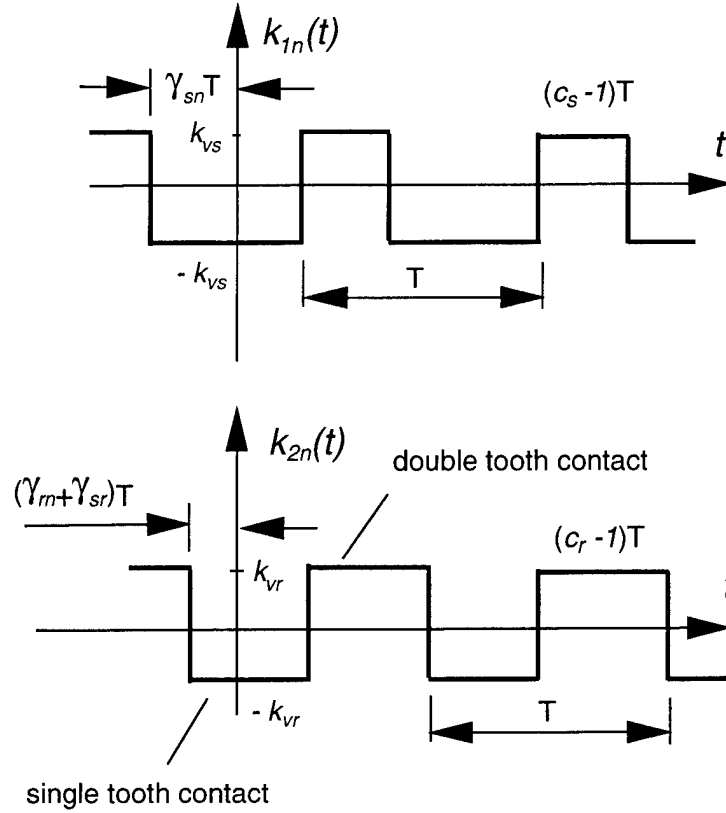 k₁ₙ(t)
γₛₙT
(cₛ -1)T
kᵥₛ
t
- kᵥₛ
T
k₂ₙ(t)
double tooth contact
(γᵣₙ+γₛᵣ)T
(cᵣ -1)T
kᵥᵣ
- kᵥᵣ
T
single tooth contact